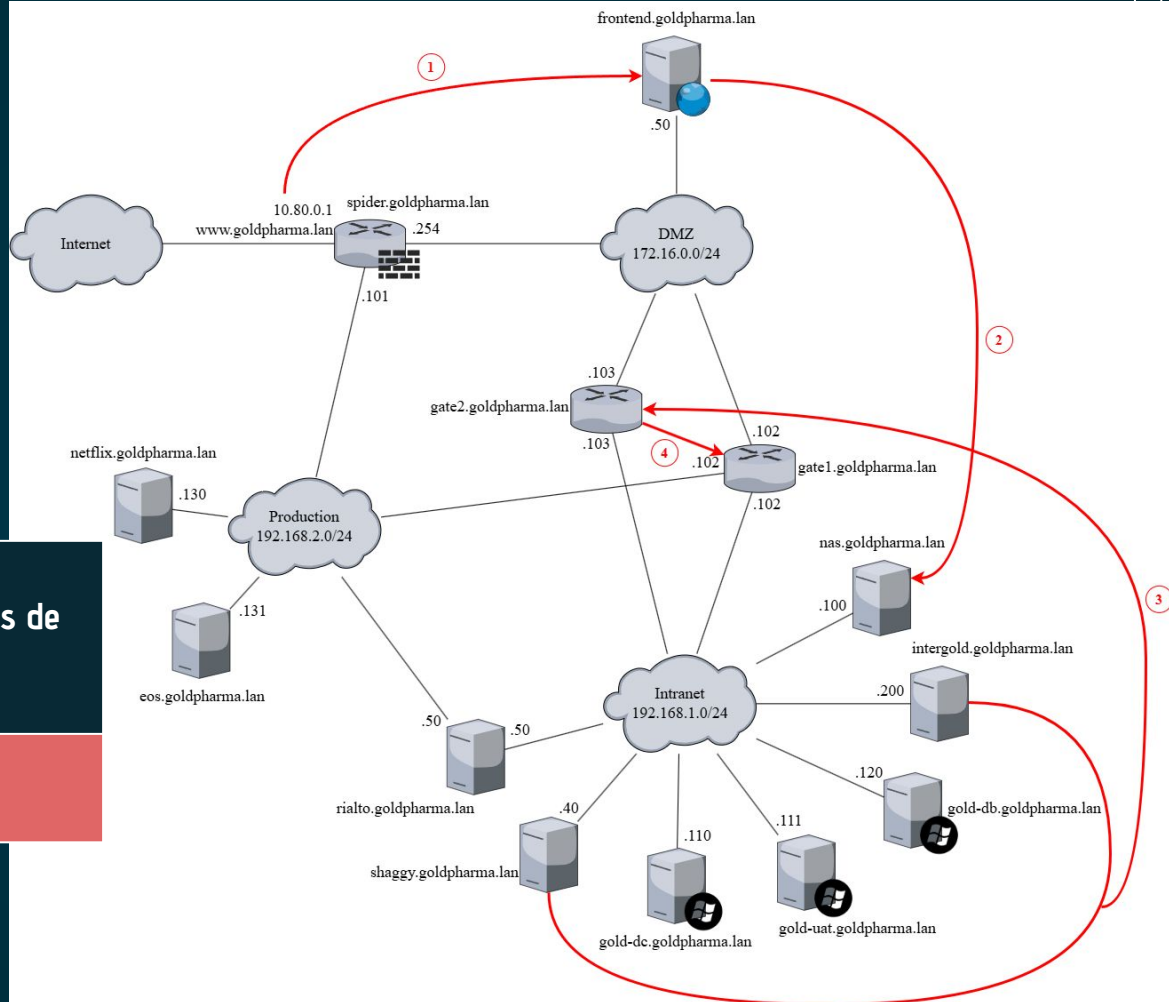 frontend.goldpharma.lan
1
.50
10.80.0.1
spider.goldpharma.lan
www.goldpharma.lan
.254
Internet
DMZ
172.16.0.0/24
.101
2
.103
gate2.goldpharma.lan
.103
4
.102
.102
gate1.goldpharma.lan
.102
netflix.goldpharma.lan
.130
Production
192.168.2.0/24
nas.goldpharma.lan
.100
3
s de
.131
eos.goldpharma.lan
intergold.goldpharma.lan
.200
Intranet
192.168.1.0/24
.50
.50
rialto.goldpharma.lan
.120
gold-db.goldpharma.lan
.40
shaggy.goldpharma.lan
.110
.111
gold-dc.goldpharma.lan
gold-uat.goldpharma.lan